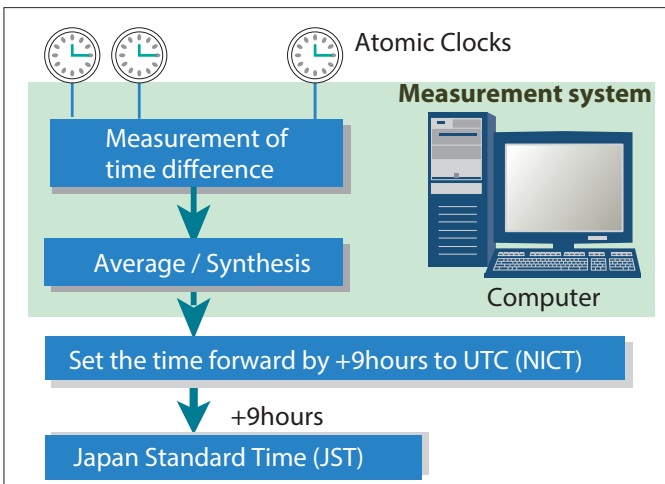 Atomic Clocks
Measurement system
Measurement of
time difference
Average / Synthesis
Computer
Set the time forward by +9hours to UTC (NICT)
+9hours
Japan Standard Time (JST)